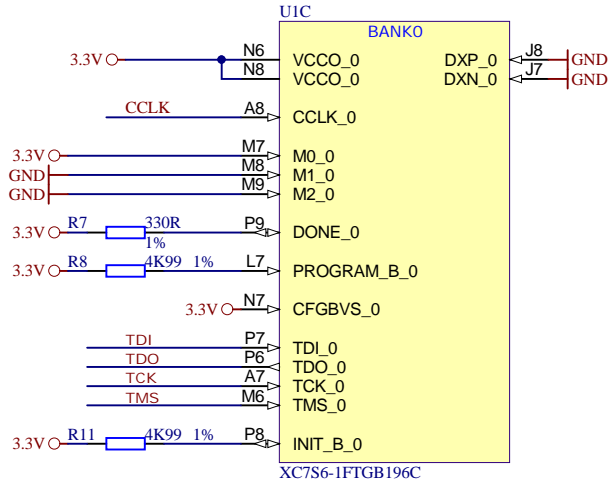 U1C
BANK0
3.3V N6 VCCO_0 DXP_0 J8 GND
N8 VCCO_0 DXN_0 J7 GND
CCLK A8 CCLK_0
3.3V M7 M0_0
GND M8 M1_0
GND M9 M2_0
3.3V R7 330R P9 DONE_0
1%
3.3V R8 4K99 1% L7 PROGRAM_B_0
3.3V N7 CFGBVS_0
TDI P7 TDI_0
TDO P6 TDO_0
TCK A7 TCK_0
TMS M6 TMS_0
3.3V R11 4K99 1% P8 INIT_B_0
XC7S6-1FTGB196C